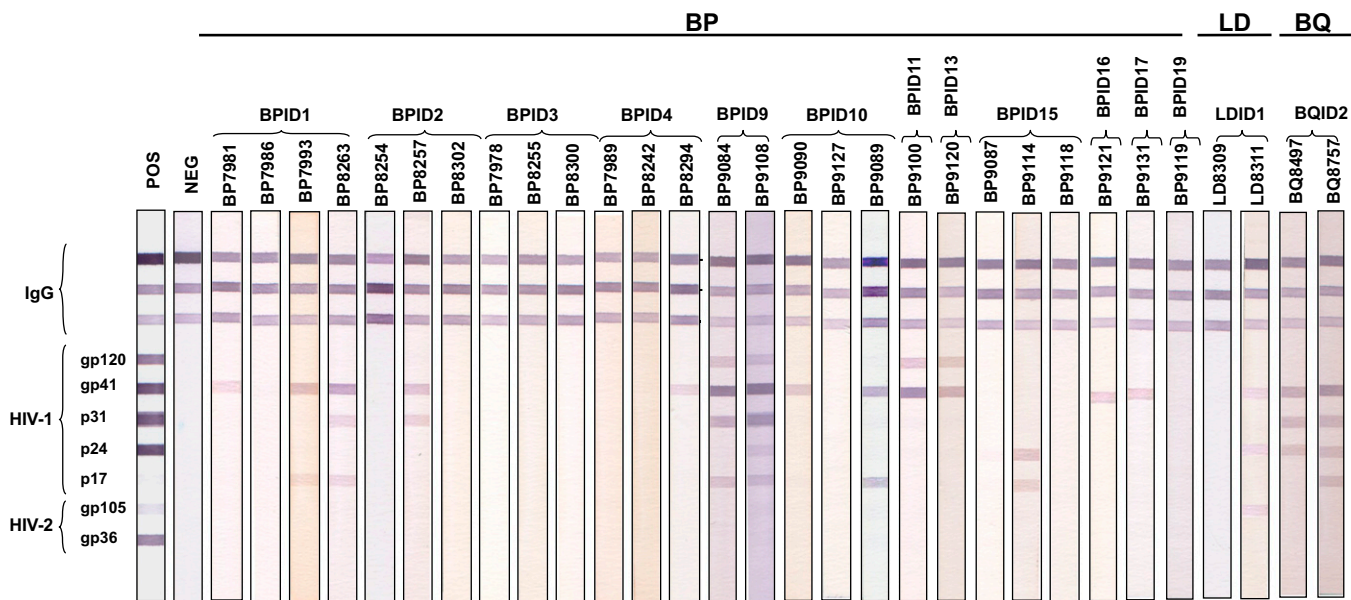 BP LD BQ
BPID1 BPID2 BPID3 BPID4 BPID9 BPID10 BPID11 BPID13 BPID15 BPID16 BPID17 BPID19 LDID1 BQID2
POS NEG BP7981 BP7986 BP7993 BP8263 BP8254 BP8257 BP8302 BP7978 BP8255 BP8300 BP7989 BP8242 BP8294 BP9084 BP9108 BP9090 BP9127 BP9089 BP9100 BP9120 BP9087 BP9114 BP9118 BP9121 BP9131 BP9119 LD8309 LD8311 BQ8497 BQ8757
IgG
gp120
gp41
HIV-1 p31
p24
p17
gp105
HIV-2
gp36